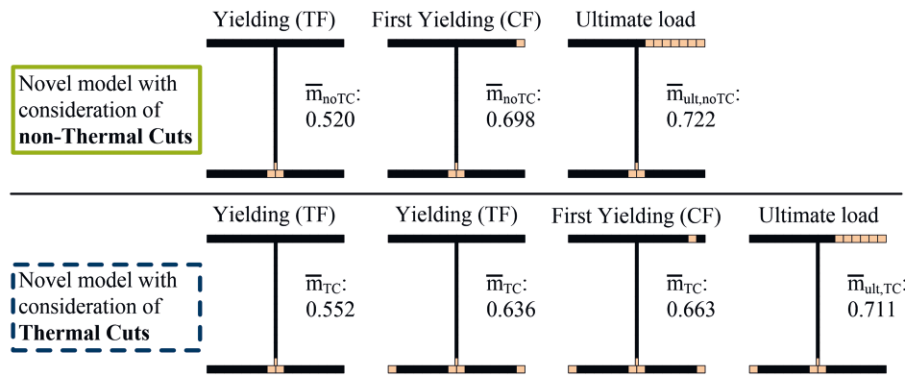 Yielding (TF) First Yielding (CF) Ultimate load
Novel model with
consideration of
non-Thermal Cuts
m̅noTC:
0.520
m̅noTC:
0.698
m̅ult,noTC:
0.722
Yielding (TF) Yielding (TF) First Yielding (CF) Ultimate load
Novel model with
consideration of
Thermal Cuts
m̅TC:
0.552
m̅TC:
0.636
m̅TC:
0.663
m̅ult,TC:
0.711